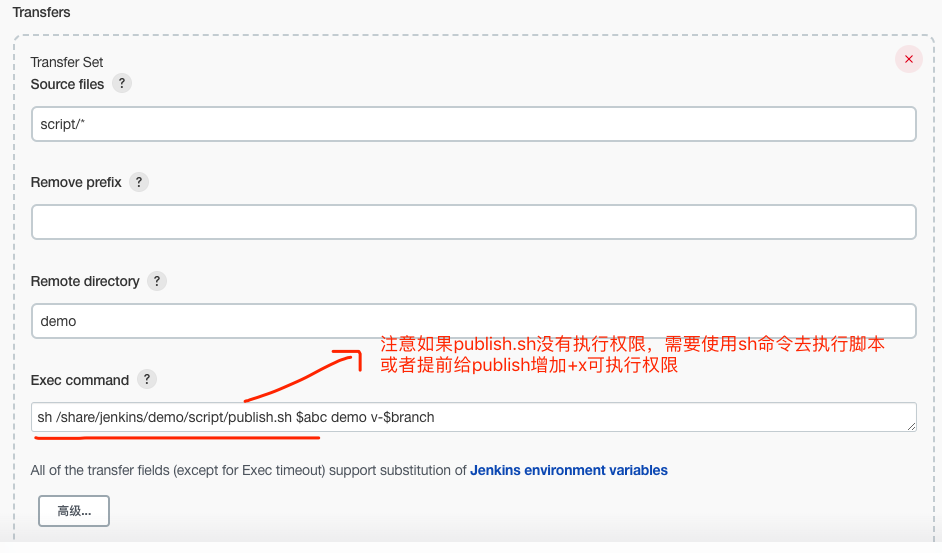 Transfers
Transfer Set
Source files ?
script/*
Remove prefix ?
Remote directory ?
demo
注意如果publish.sh没有执行权限，需要使用sh命令去执行脚本
或者提前给publish增加+x可执行权限
Exec command ?
sh /share/jenkins/demo/script/publish.sh $abc demo v-$branch
All of the transfer fields (except for Exec timeout) support substitution of Jenkins environment variables
高级...